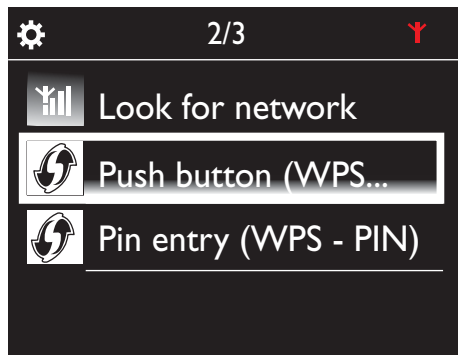 2/3
Look for network
Push button (WPS...
Pin entry (WPS - PIN)